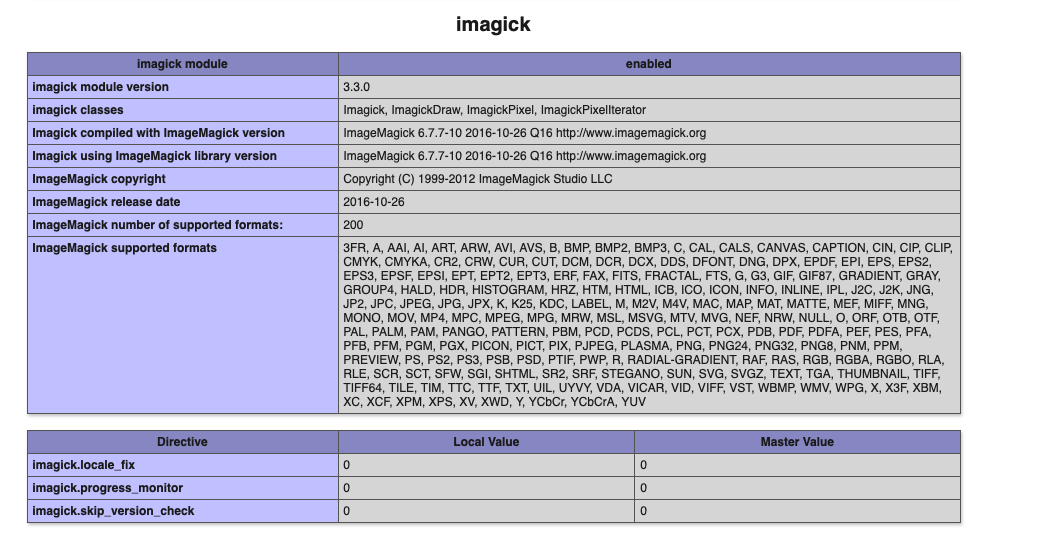 imagick
imagick module enabled
imagick module version 3.3.0
imagick classes Imagick, ImagickDraw, ImagickPixel, ImagickPixelIterator
Imagick compiled with ImageMagick version ImageMagick 6.7.7-10 2016-10-26 Q16 http://www.imagemagick.org
Imagick using ImageMagick library version ImageMagick 6.7.7-10 2016-10-26 Q16 http://www.imagemagick.org
ImageMagick copyright Copyright (C) 1999-2012 ImageMagick Studio LLC
ImageMagick release date 2016-10-26
ImageMagick number of supported formats: 200
ImageMagick supported formats 3FR, A, AAI, AI, ART, ARW, AVI, AVS, B, BMP, BMP2, BMP3, C, CAL, CALS, CANVAS, CAPTION, CIN, CIP, CLIP,
CMYK, CMYKA, CR2, CRW, CUR, CUT, DCM, DCR, DCX, DDS, DFONT, DNG, DPX, EPDF, EPI, EPS, EPS2,
EPS3, EPSF, EPSI, EPT, EPT2, EPT3, ERF, FAX, FITS, FRACTAL, FTS, G, G3, GIF, GIF87, GRADIENT, GRAY,
GROUP4, HALD, HDR, HISTOGRAM, HRZ, HTM, HTML, ICB, ICO, ICON, INFO, INLINE, IPL, J2C, J2K, JNG,
JP2, JPC, JPEG, JPG, JPX, K, K25, KDC, LABEL, M, M2V, M4V, MAC, MAP, MAT, MATTE, MEF, MIFF, MNG,
MONO, MOV, MP4, MPC, MPEG, MPG, MRW, MSL, MSVG, MTV, MVG, NEF, NRW, NULL, O, ORF, OTB, OTF,
PAL, PALM, PAM, PANGO, PATTERN, PBM, PCD, PCDS, PCL, PCT, PCX, PDB, PDF, PDFA, PEF, PES, PFA,
PFB, PFM, PGM, PGX, PICON, PICT, PIX, PJPEG, PLASMA, PNG, PNG24, PNG32, PNG8, PNM, PPM,
PREVIEW, PS, PS2, PS3, PSB, PSD, PTIF, PWP, R, RADIAL-GRADIENT, RAF, RAS, RGB, RGBA, RGBO, RLA,
RLE, SCR, SCT, SFW, SGI, SHTML, SR2, SRF, STEGANO, SUN, SVG, SVGZ, TEXT, TGA, THUMBNAIL, TIFF,
TIFF64, TILE, TIM, TTC, TTF, TXT, UIL, UYVY, VDA, VICAR, VID, VIFF, VST, WBMP, WMV, WPG, X, X3F, XBM,
XC, XCF, XPM, XPS, XV, XWD, Y, YCbCr, YCbCrA, YUV
Directive Local Value Master Value
imagick.locale_fix 0 0
imagick.progress_monitor 0 0
imagick.skip_version_check 0 0